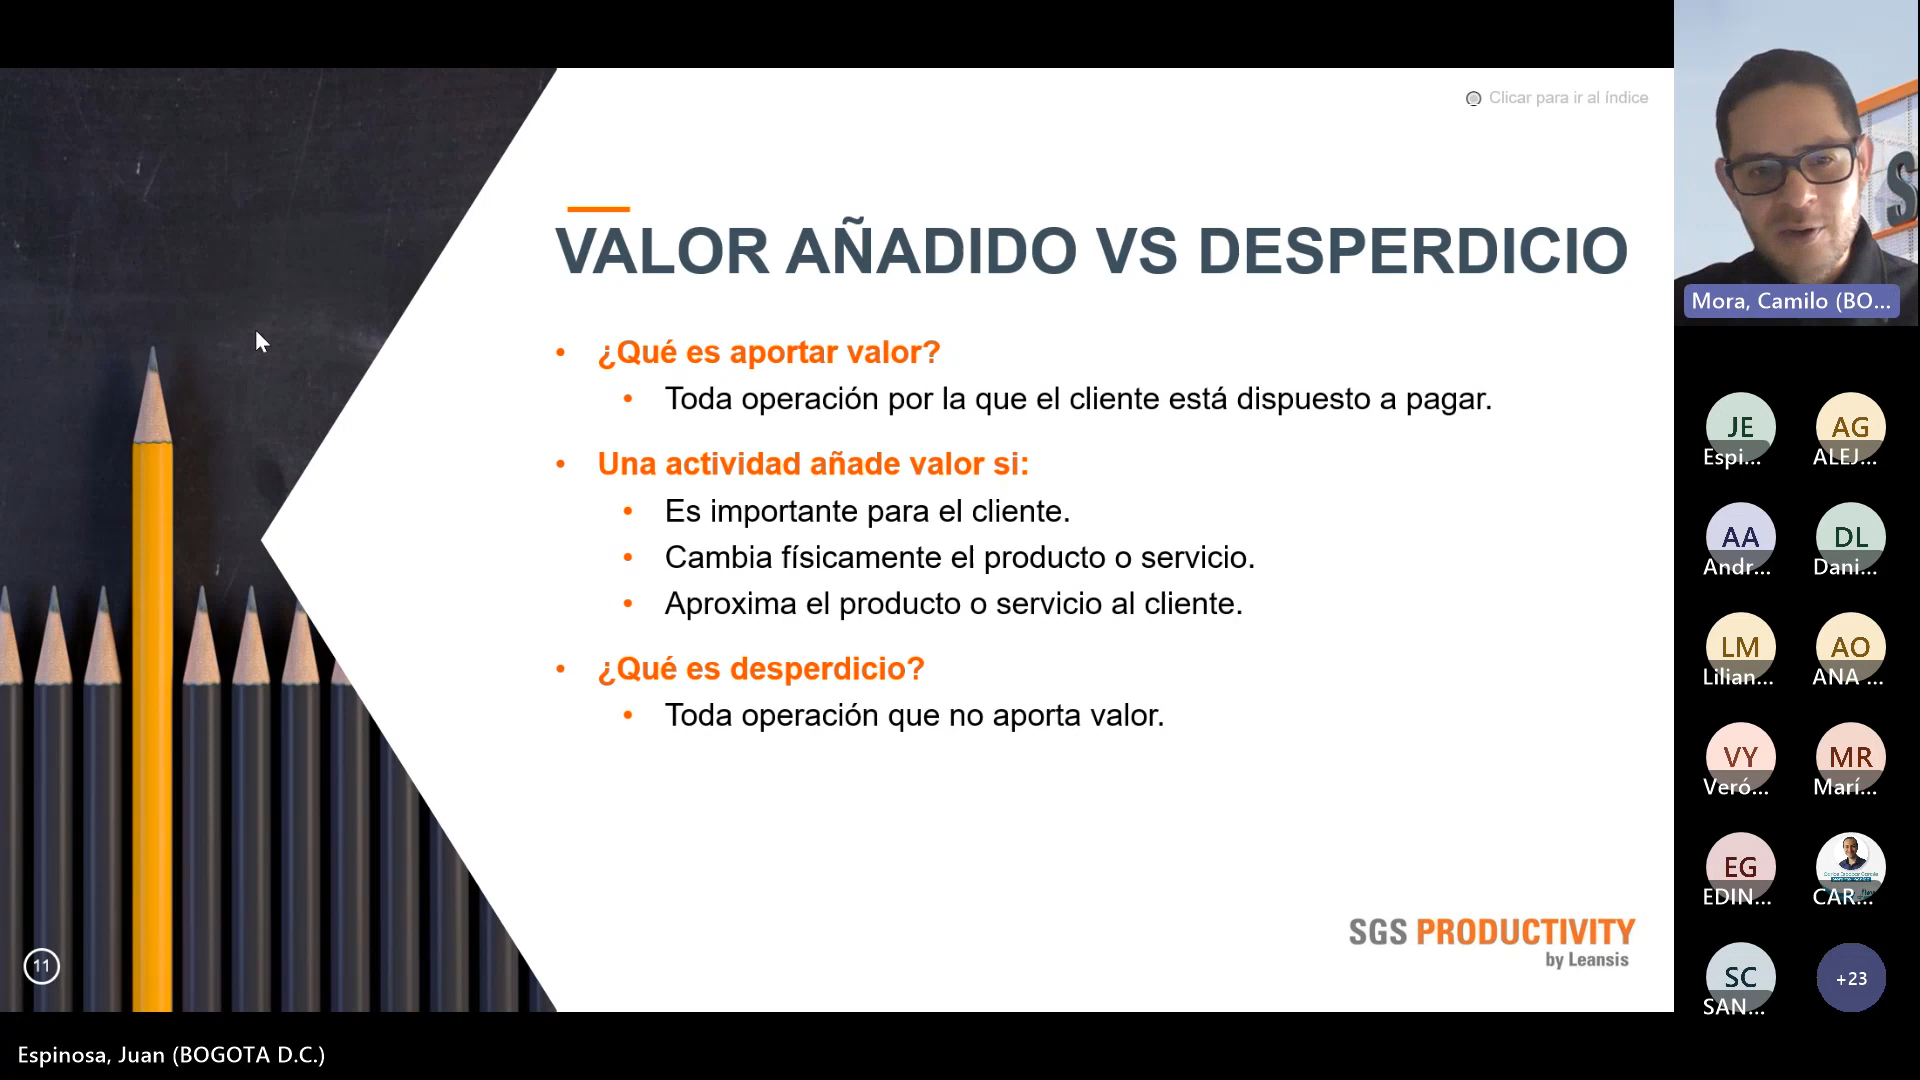 Clicar para ir al índice
VALOR AÑADIDO VS DESPERDICIO
• ¿Qué es aportar valor?
• Toda operación por la que el cliente está dispuesto a pagar.
• Una actividad añade valor si:
• Es importante para el cliente.
• Cambia físicamente el producto o servicio.
• Aproxima el producto o servicio al cliente.
• ¿Qué es desperdicio?
• Toda operación que no aporta valor.
SGS PRODUCTIVITY
by Leansis
11
Espinosa, Juan (BOGOTA D.C.)
S
Mora, Camilo (BO...
JE
Espi...
AG
ALEJ...
AA
Andr...
DL
Dani...
LM
Lilian...
AO
ANA ...
VY
Veró...
MR
Marí...
EG
EDIN...
CAR...
SC
SAN...
+23